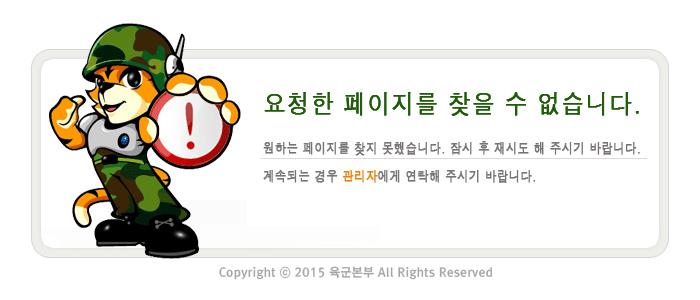 요청한 페이지를 찾을 수 없습니다.
원하는 페이지를 찾지 못했습니다. 잠시 후 재시도 해 주시기 바랍니다.
계속되는 경우 관리자에게 연락해 주시기 바랍니다.
Copyright ⓒ 2015 육군본부 All Rights Reserved